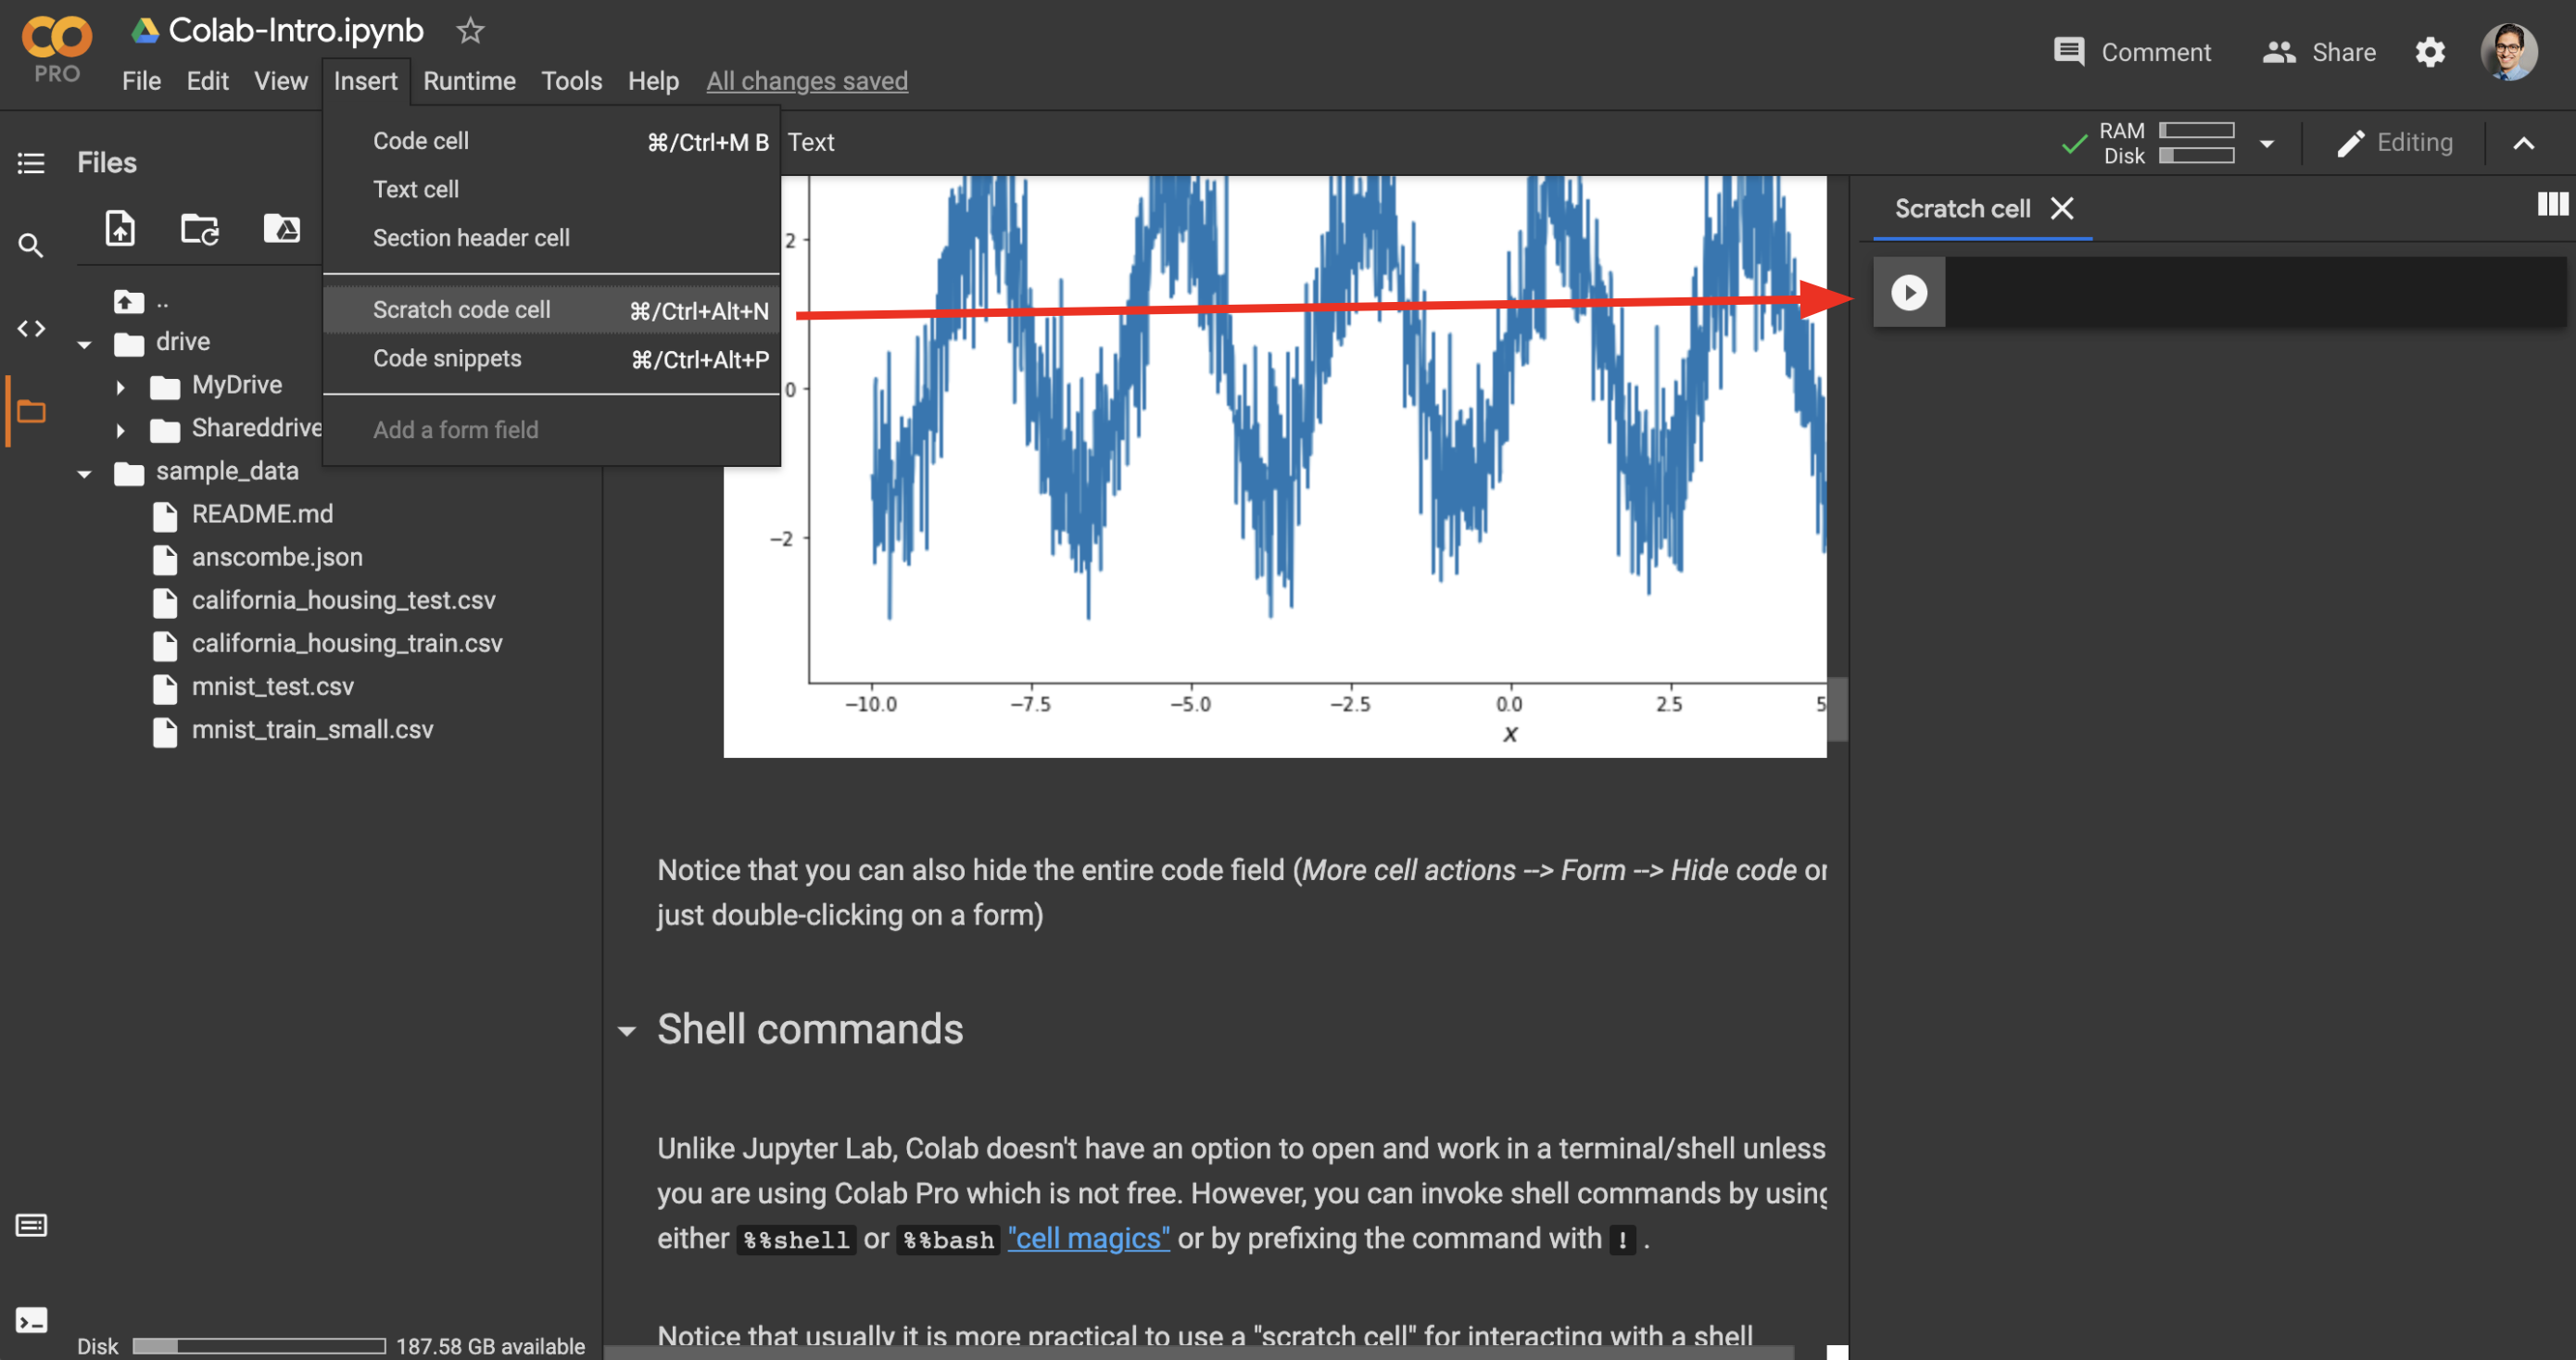 Colab-Intro.ipynb
PRO
File Edit View Insert Runtime Tools Help All changes saved
Comment Share
Code cell ⌘/Ctrl+M B
Text cell
Section header cell
Scratch code cell ⌘/Ctrl+Alt+N
Code snippets ⌘/Ctrl+Alt+P
Add a form field
Text
RAM
Disk
Editing
Files
..
drive
MyDrive
Shareddrive
sample_data
README.md
anscombe.json
california_housing_test.csv
california_housing_train.csv
mnist_test.csv
mnist_train_small.csv
Disk 187.58 GB available
2
0
−2
−10.0 −7.5 −5.0 −2.5 0.0 2.5 5
x
Notice that you can also hide the entire code field (More cell actions --> Form --> Hide code or
just double-clicking on a form)
Shell commands
Unlike Jupyter Lab, Colab doesn't have an option to open and work in a terminal/shell unless
you are using Colab Pro which is not free. However, you can invoke shell commands by using
either %%shell or %%bash "cell magics" or by prefixing the command with ! .
Notice that usually it is more practical to use a "scratch cell" for interacting with a shell
Scratch cell